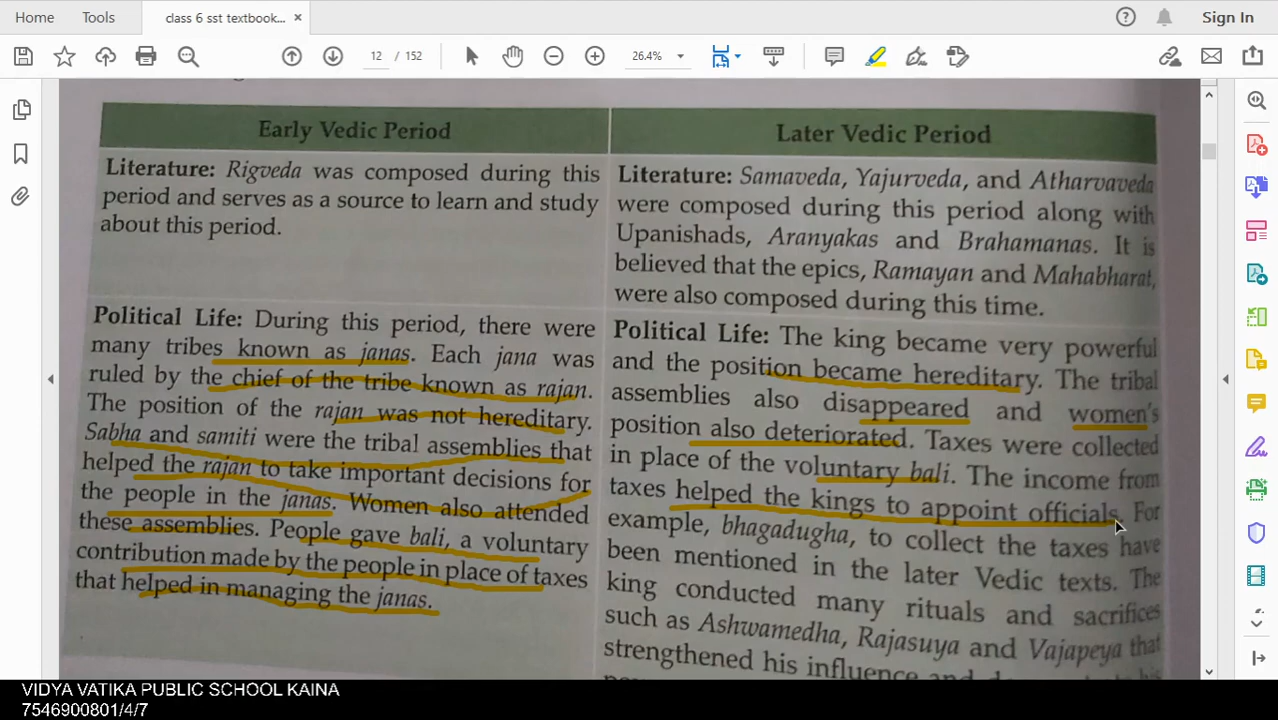 Home
Tools
class 6 sst textbook...
Sign In
12 / 152
26.4%
Early Vedic Period
Literature: Rigveda was composed during this
period and serves as a source to learn and study
about this period.
Political Life: During this period, there were
many tribes known as janas. Each jana was
ruled by the chief of the tribe known as rajan.
The position of the rajan was not hereditary.
Sabha and samiti were the tribal assemblies that
helped the rajan to take important decisions for
the people in the janas. Women also attended
these assemblies. People gave bali, a voluntary
contribution made by the people in place of taxes
that helped in managing the janas.
Later Vedic Period
Literature: Samaveda, Yajurveda, and Atharvaveda
were composed during this period along with
Upanishads, Aranyakas and Brahamanas. It is
believed that the epics, Ramayan and Mahabharat,
were also composed during this time.
Political Life: The king became very powerful
and the position became hereditary. The tribal
assemblies also disappeared and women's
position also deteriorated. Taxes were collected
in place of the voluntary bali. The income from
taxes helped the kings to appoint officials. For
example, bhagadugha, to collect the taxes have
been mentioned in the later Vedic texts. The
king conducted many rituals and sacrifices
such as Ashwamedha, Rajasuya and Vajapeya that
strengthened his influence and
VIDYA VATIKA PUBLIC SCHOOL KAINA
7546900801/4/7